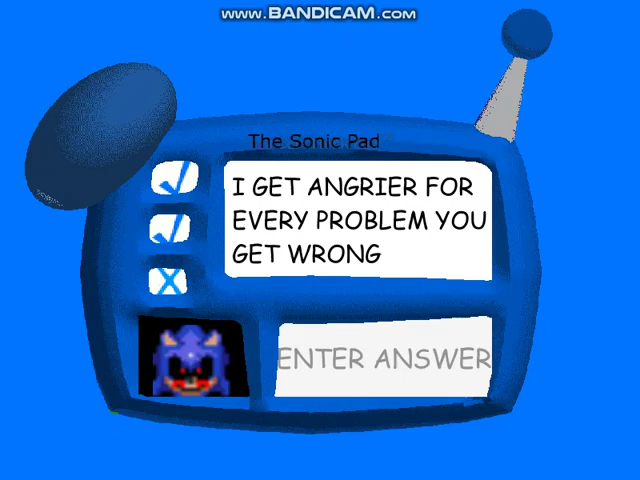 www.BANDICAM.com
The Sonic Pad
I GET ANGRIER FOR
EVERY PROBLEM YOU
GET WRONG
ENTER ANSWER